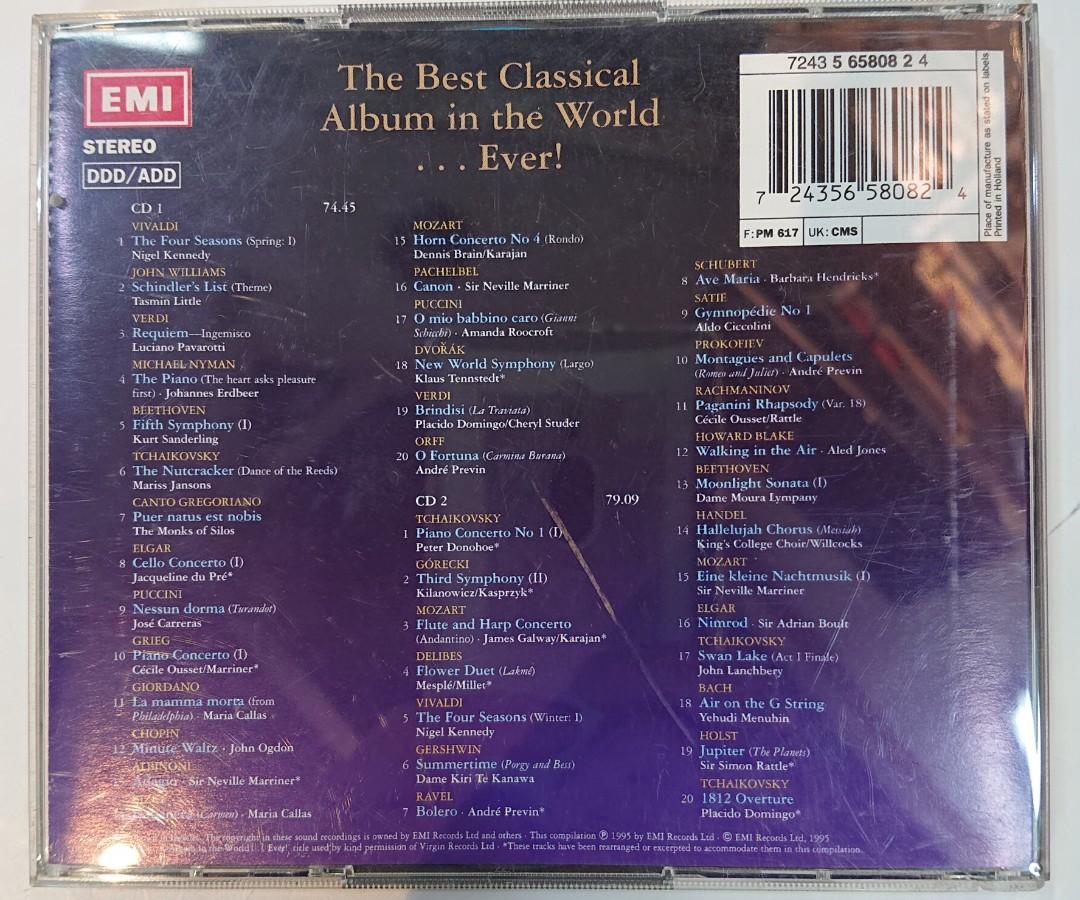 EMI
STEREO
DDD/ADD
The Best Classical
Album in the World
. . . Ever!
7243 5 65808 2 4
7 24356 58082 4
F: PM 617 UK: CMS
Place of manufacture as stated on labels
Printed in Holland
CD 1 74.45
VIVALDI
1 The Four Seasons (Spring: I)
Nigel Kennedy
JOHN WILLIAMS
2 Schindler's List (Theme)
Tasmin Little
VERDI
3 Requiem—Ingemisco
Luciano Pavarotti
MICHAEL NYMAN
4 The Piano (The heart asks pleasure
first) · Johannes Erdbeer
BEETHOVEN
5 Fifth Symphony (I)
Kurt Sanderling
TCHAIKOVSKY
6 The Nutcracker (Dance of the Reeds)
Mariss Jansons
CANTO GREGORIANO
7 Puer natus est nobis
The Monks of Silos
ELGAR
8 Cello Concerto (I)
Jacqueline du Pré*
PUCCINI
9 Nessun dorma (Turandot)
José Carreras
GRIEG
10 Piano Concerto (I)
Cécile Ousset/Marriner*
GIORDANO
11 La mamma morta (from
Philadelphia) · Maria Callas
CHOPIN
12 Minute Waltz · John Ogdon
ALBINONI
Adagio · Sir Neville Marriner*
BIZET
(Carmen) · Maria Callas
MOZART
15 Horn Concerto No 4 (Rondo)
Dennis Brain/Karajan
PACHELBEL
16 Canon · Sir Neville Marriner
PUCCINI
17 O mio babbino caro (Gianni
Schicchi) · Amanda Roocroft
DVOŘÁK
18 New World Symphony (Largo)
Klaus Tennstedt*
VERDI
19 Brindisi (La Traviata)
Placido Domingo/Cheryl Studer
ORFF
20 O Fortuna (Carmina Burana)
André Previn
CD 2 79.09
TCHAIKOVSKY
1 Piano Concerto No 1 (I)
Peter Donohoe*
GÓRECKI
2 Third Symphony (II)
Kilanowicz/Kasprzyk*
MOZART
3 Flute and Harp Concerto
(Andantino) · James Galway/Karajan*
DELIBES
4 Flower Duet (Lakmé)
Mesplé/Millet*
VIVALDI
5 The Four Seasons (Winter: I)
Nigel Kennedy
GERSHWIN
6 Summertime (Porgy and Bess)
Dame Kiri Te Kanawa
RAVEL
7 Bolero · André Previn*
SCHUBERT
8 Ave Maria · Barbara Hendricks*
SATIE
9 Gymnopédie No 1
Aldo Ciccolini
PROKOFIEV
10 Montagues and Capulets
(Romeo and Juliet) · André Previn
RACHMANINOV
11 Paganini Rhapsody (Var. 18)
Cécile Ousset/Rattle
HOWARD BLAKE
12 Walking in the Air · Aled Jones
BEETHOVEN
13 Moonlight Sonata (I)
Dame Moura Lympany
HANDEL
14 Hallelujah Chorus (Messiah)
King's College Choir/Willcocks
MOZART
15 Eine kleine Nachtmusik (I)
Sir Neville Marriner
ELGAR
16 Nimrod · Sir Adrian Boult
TCHAIKOVSKY
17 Swan Lake (Act 1 Finale)
John Lanchbery
BACH
18 Air on the G String
Yehudi Menuhin
HOLST
19 Jupiter (The Planets)
Sir Simon Rattle*
TCHAIKOVSKY
20 1812 Overture
Placido Domingo*
The copyright in these sound recordings is owned by EMI Records Ltd and others · This compilation ℗ 1995 by EMI Records Ltd · © EMI Records Ltd, 1995
Album in the World . . . Ever! title used by kind permission of Virgin Records Ltd · *These tracks have been rearranged or excerpted to accommodate them in this compilation.